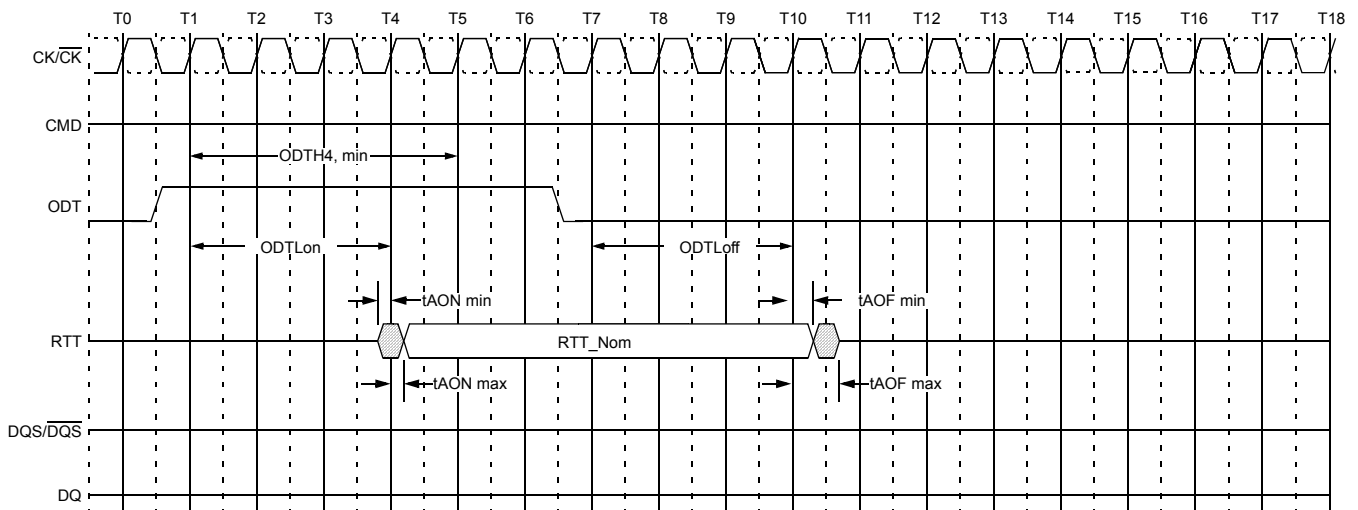 T0 T1 T2 T3 T4 T5 T6 T7 T8 T9 T10 T11 T12 T13 T14 T15 T16 T17 T18
CK/C̅K̅
CMD
ODTH4, min
ODT
ODTLon ODTLoff
tAON min tAOF min
RTT RTT_Nom
tAON max tAOF max
DQS/D̅Q̅S̅
DQ